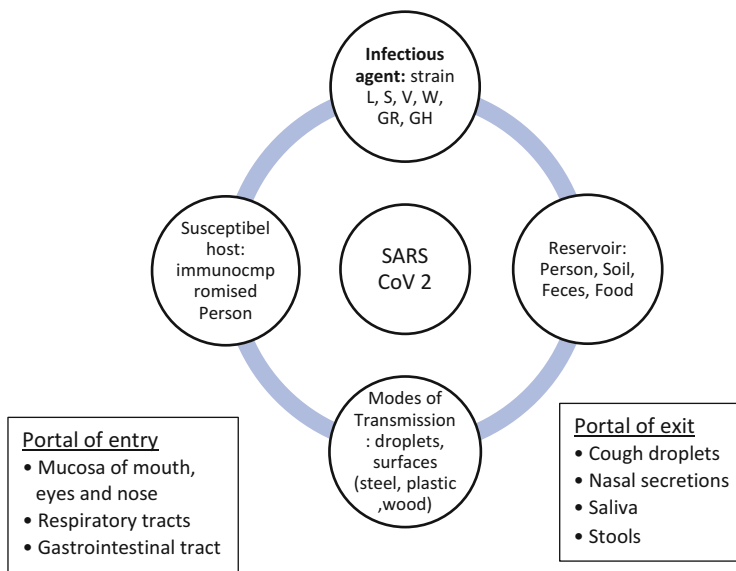 Infectious
agent: strain
L, S, V, W,
GR, GH
Susceptibel
host:
immunocmp
romised
Person
SARS
CoV 2
Reservoir:
Person, Soil,
Feces, Food
Modes of
Transmission
: droplets,
surfaces
(steel, plastic
,wood)
Portal of entry
• Mucosa of mouth,
eyes and nose
• Respiratory tracts
• Gastrointestinal tract
Portal of exit
• Cough droplets
• Nasal secretions
• Saliva
• Stools